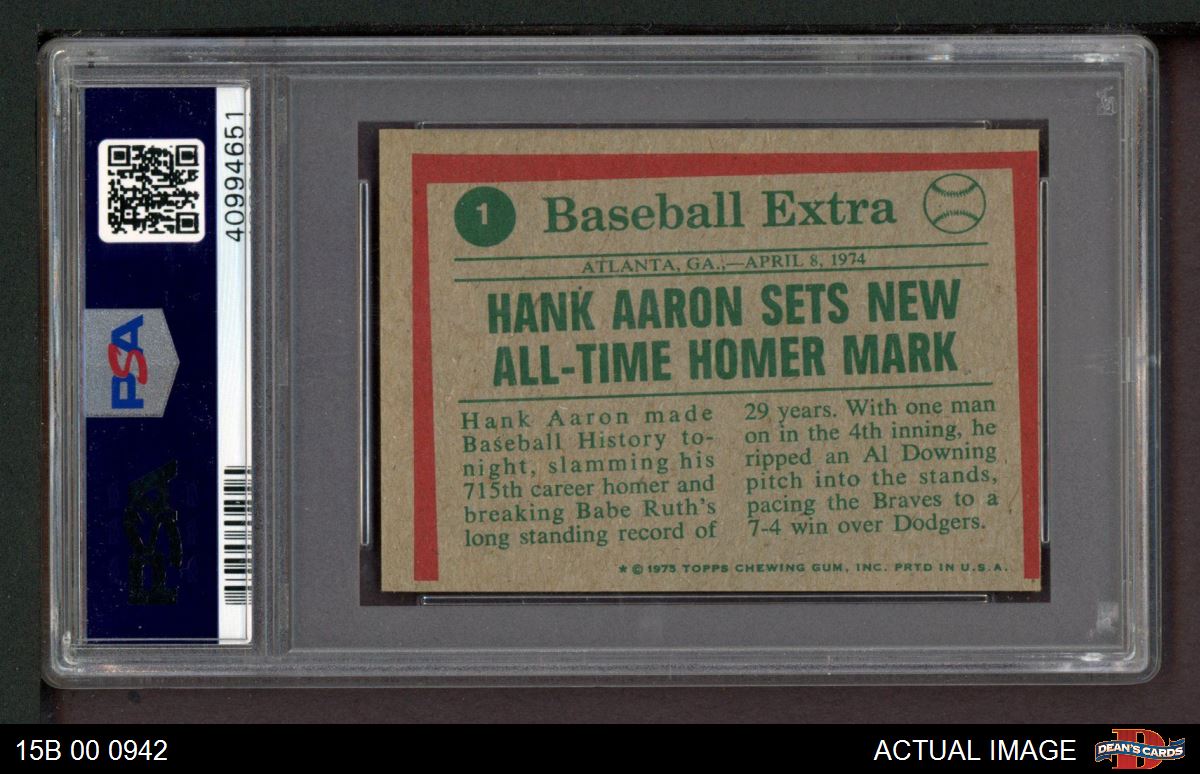 40994651
PSA
PSA
1
Baseball Extra
ATLANTA, GA.,—APRIL 8, 1974
HANK AARON SETS NEW
ALL-TIME HOMER MARK
Hank Aaron made
Baseball History to-
night, slamming his
715th career homer and
breaking Babe Ruth's
long standing record of
29 years. With one man
on in the 4th inning, he
ripped an Al Downing
pitch into the stands,
pacing the Braves to a
7-4 win over Dodgers.
* © 1975 TOPPS CHEWING GUM, INC. PRTD IN U.S.A.
15B 00 0942
ACTUAL IMAGE
DEAN'S CARDS